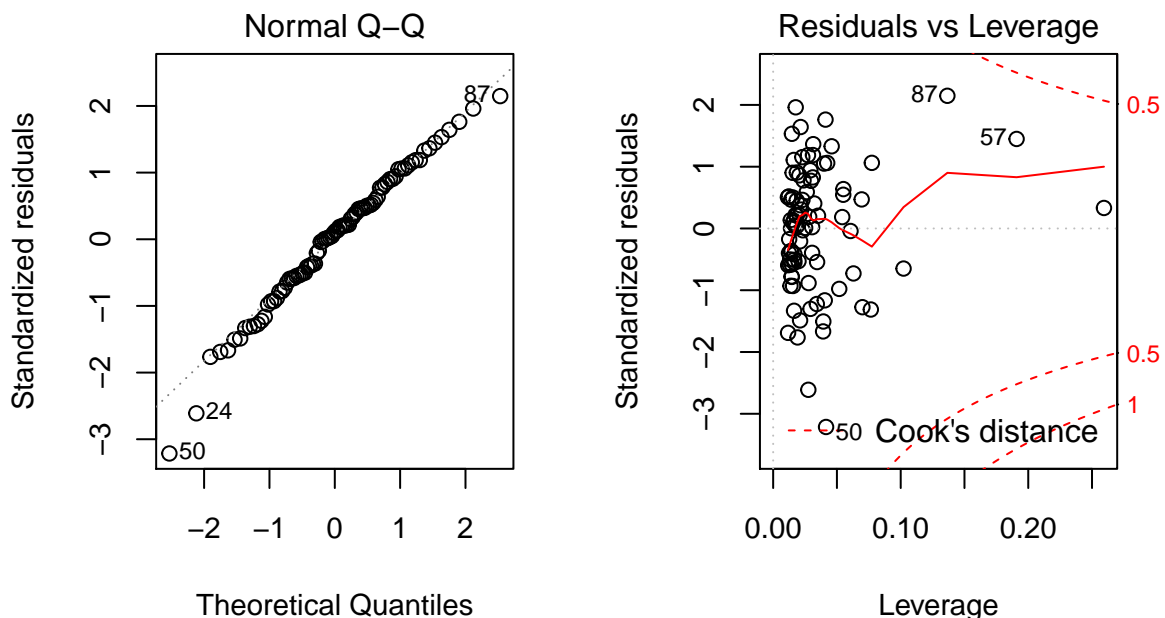 Normal Q−Q
Standardized residuals
2
1
0
−1
−2
−3
87
24
50
−2 −1 0 1 2
Theoretical Quantiles
Residuals vs Leverage
Standardized residuals
2
1
0
−1
−2
−3
87
57
50
Cook's distance
0.5
0.5
1
0.00 0.10 0.20
Leverage